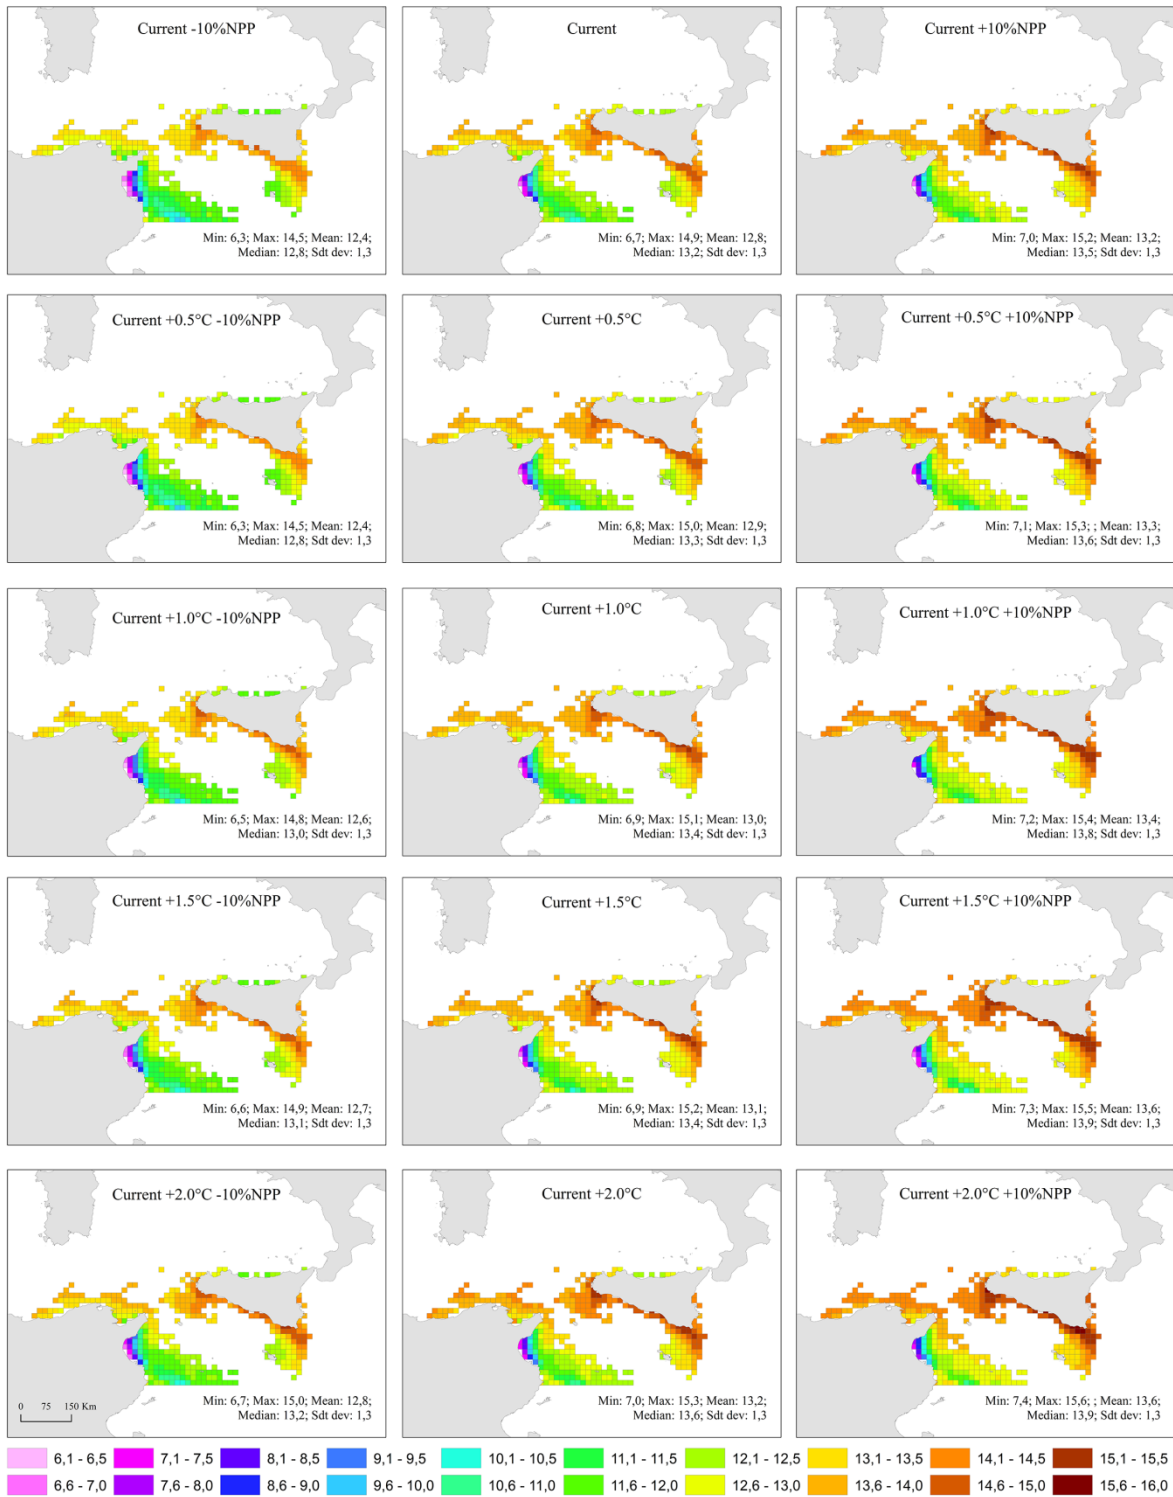 Current -10%NPP
Min: 6,3; Max: 14,5; Mean: 12,4;
Median: 12,8; Sdt dev: 1,3
Current
Min: 6,7; Max: 14,9; Mean: 12,8;
Median: 13,2; Sdt dev: 1,3
Current +10%NPP
Min: 7,0; Max: 15,2; Mean: 13,2;
Median: 13,5; Sdt dev: 1,3
Current +0.5°C -10%NPP
Min: 6,3; Max: 14,5; Mean: 12,4;
Median: 12,8; Sdt dev: 1,3
Current +0.5°C
Min: 6,8; Max: 15,0; Mean: 12,9;
Median: 13,3; Sdt dev: 1,3
Current +0.5°C +10%NPP
Min: 7,1; Max: 15,3; ; Mean: 13,3;
Median: 13,6; Sdt dev: 1,3
Current +1.0°C -10%NPP
Min: 6,5; Max: 14,8; Mean: 12,6;
Median: 13,0; Sdt dev: 1,3
Current +1.0°C
Min: 6,9; Max: 15,1; Mean: 13,0;
Median: 13,4; Sdt dev: 1,3
Current +1.0°C +10%NPP
Min: 7,2; Max: 15,4; Mean: 13,4;
Median: 13,8; Sdt dev: 1,3
Current +1.5°C -10%NPP
Min: 6,6; Max: 14,9; Mean: 12,7;
Median: 13,1; Sdt dev: 1,3
Current +1.5°C
Min: 6,9; Max: 15,2; Mean: 13,1;
Median: 13,4; Sdt dev: 1,3
Current +1.5°C +10%NPP
Min: 7,3; Max: 15,5; Mean: 13,6;
Median: 13,9; Sdt dev: 1,3
Current +2.0°C -10%NPP
0 75 150 Km
Min: 6,7; Max: 15,0; Mean: 12,8;
Median: 13,2; Sdt dev: 1,3
Current +2.0°C
Min: 7,0; Max: 15,3; Mean: 13,2;
Median: 13,6; Sdt dev: 1,3
Current +2.0°C +10%NPP
Min: 7,4; Max: 15,6; ; Mean: 13,6;
Median: 13,9; Sdt dev: 1,3
6,1 - 6,5 7,1 - 7,5 8,1 - 8,5 9,1 - 9,5 10,1 - 10,5 11,1 - 11,5 12,1 - 12,5 13,1 - 13,5 14,1 - 14,5 15,1 - 15,5
6,6 - 7,0 7,6 - 8,0 8,6 - 9,0 9,6 - 10,0 10,6 - 11,0 11,6 - 12,0 12,6 - 13,0 13,6 - 14,0 14,6 - 15,0 15,6 - 16,0